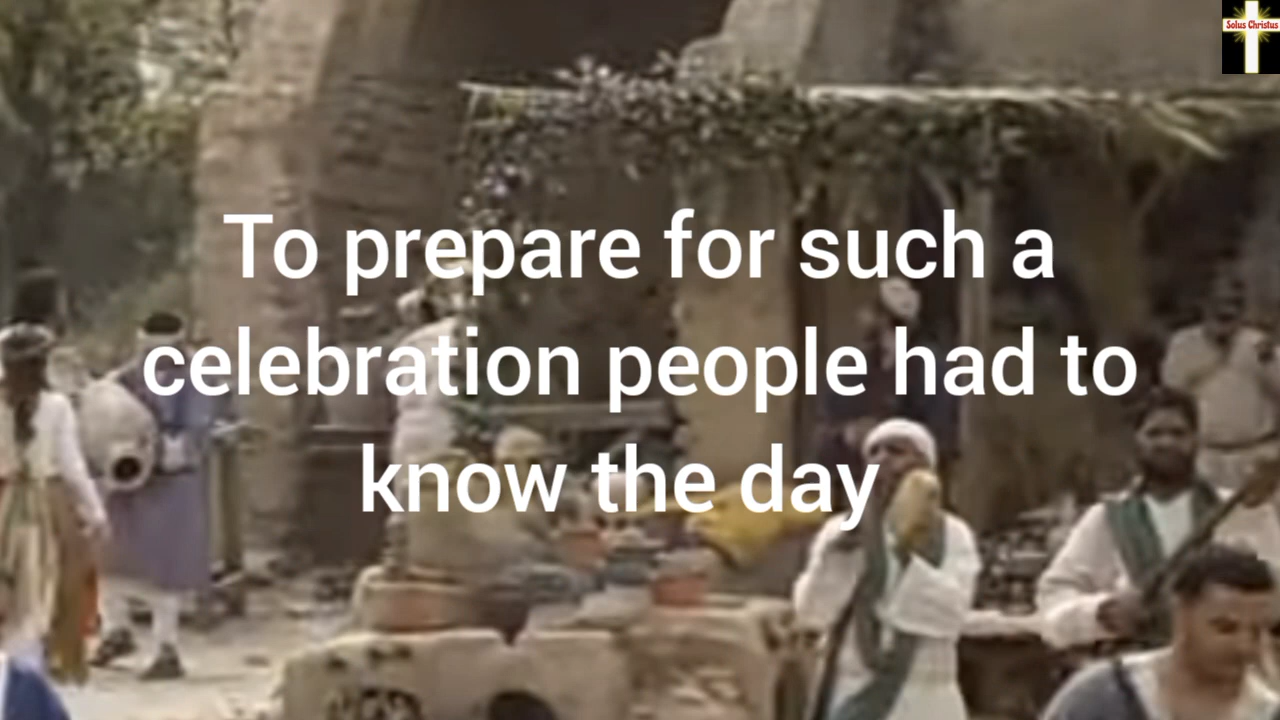 Solus Christus
To prepare for such a
celebration people had to
know the day